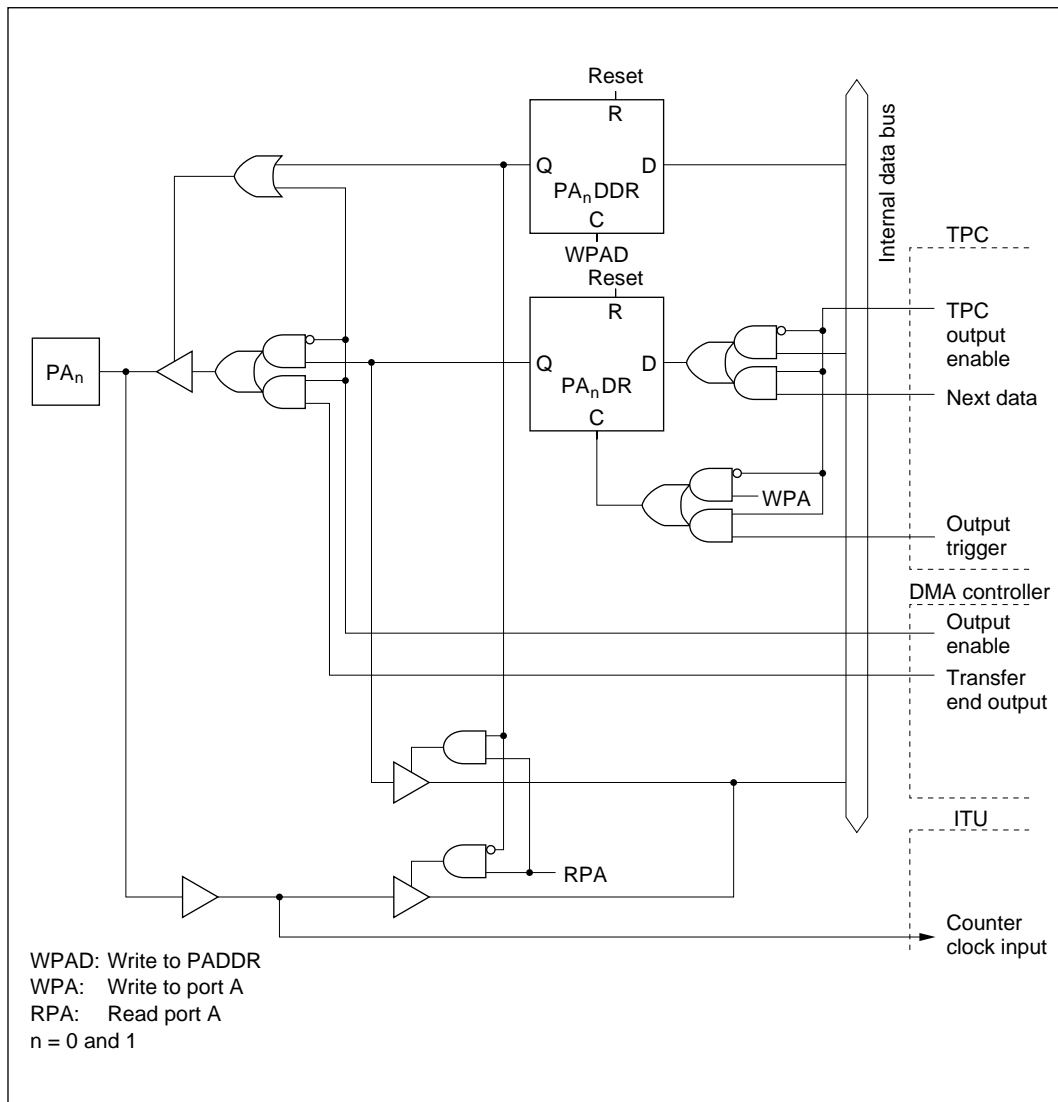 Reset
R
Q
D
PAnDDR
C
WPAD
Internal data bus
TPC
Reset
R
TPC
output
enable
PAn
Q
D
PAnDR
C
Next data
WPA
Output
trigger
DMA controller
Output
enable
Transfer
end output
ITU
RPA
Counter
clock input
WPAD: Write to PADDR
WPA: Write to port A
RPA: Read port A
n = 0 and 1